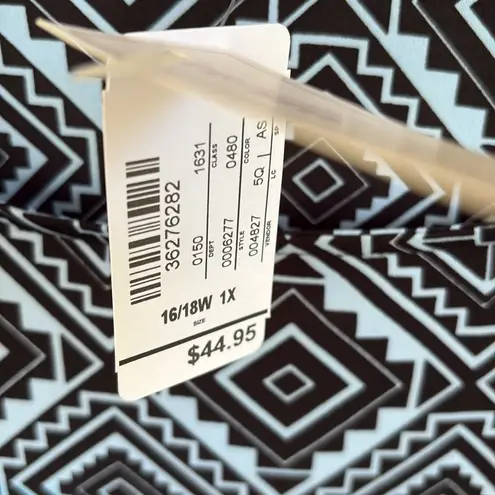 36276282
0150 1631
DEPT CLASS
0006277 0480
STYLE COLOR
004827 5Q AS
VENDOR LC
16/18W 1X
SIZE
$44.95